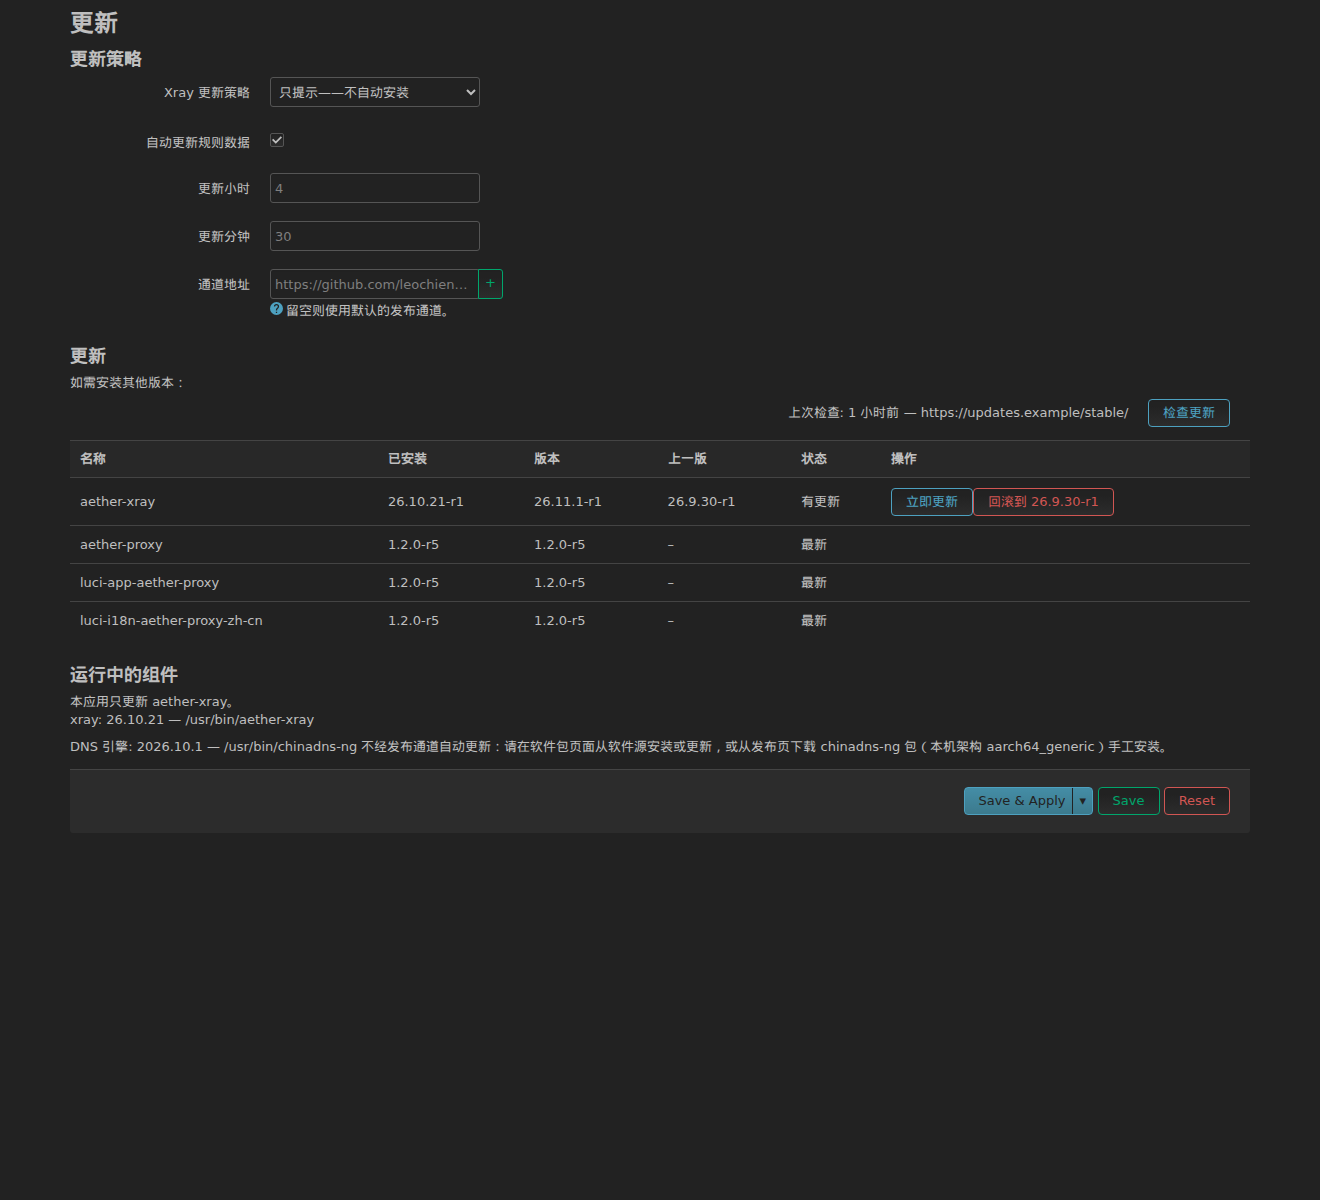 更新
更新策略
Xray 更新策略 只提示——不自动安装
自动更新规则数据
更新小时 4
更新分钟 30
通道地址 https://github.com/leochien... +
? 留空则使用默认的发布通道。
更新
如需安装其他版本：
上次检查: 1 小时前 — https://updates.example/stable/ 检查更新
名称 已安装 版本 上一版 状态 操作
aether-xray 26.10.21-r1 26.11.1-r1 26.9.30-r1 有更新 立即更新 回滚到 26.9.30-r1
aether-proxy 1.2.0-r5 1.2.0-r5 – 最新
luci-app-aether-proxy 1.2.0-r5 1.2.0-r5 – 最新
luci-i18n-aether-proxy-zh-cn 1.2.0-r5 1.2.0-r5 – 最新
运行中的组件
本应用只更新 aether-xray。
xray: 26.10.21 — /usr/bin/aether-xray
DNS 引擎: 2026.10.1 — /usr/bin/chinadns-ng 不经发布通道自动更新：请在软件包页面从软件源安装或更新，或从发布页下载 chinadns-ng 包（本机架构 aarch64_generic）手工安装。
Save & Apply ▾ Save Reset